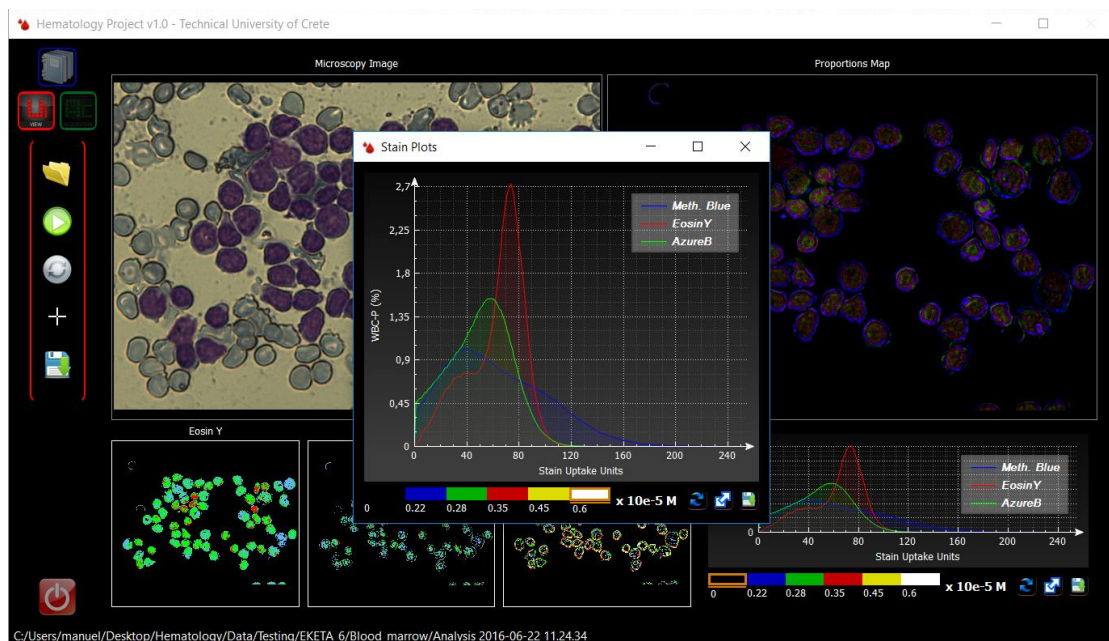 Hematology Project v1.0 - Technical University of Crete
Microscopy Image
Proportions Map
VIEW
Stain Plots
2,7
2,25
1,8
1,35
0,9
0,45
0
WBC-P (%)
Meth. Blue
EosinY
AzureB
0 40 80 120 160 200 240
Stain Uptake Units
0 0.22 0.28 0.35 0.45 0.6 x 10e-5 M
Eosin Y
Meth. Blue
EosinY
AzureB
0 40 80 120 160 200 240
Stain Uptake Units
0 0.22 0.28 0.35 0.45 0.6 x 10e-5 M
C:/Users/manuel/Desktop/Hematology/Data/Testing/EKETA_6/Blood_marrow/Analysis 2016-06-22 11.24.34